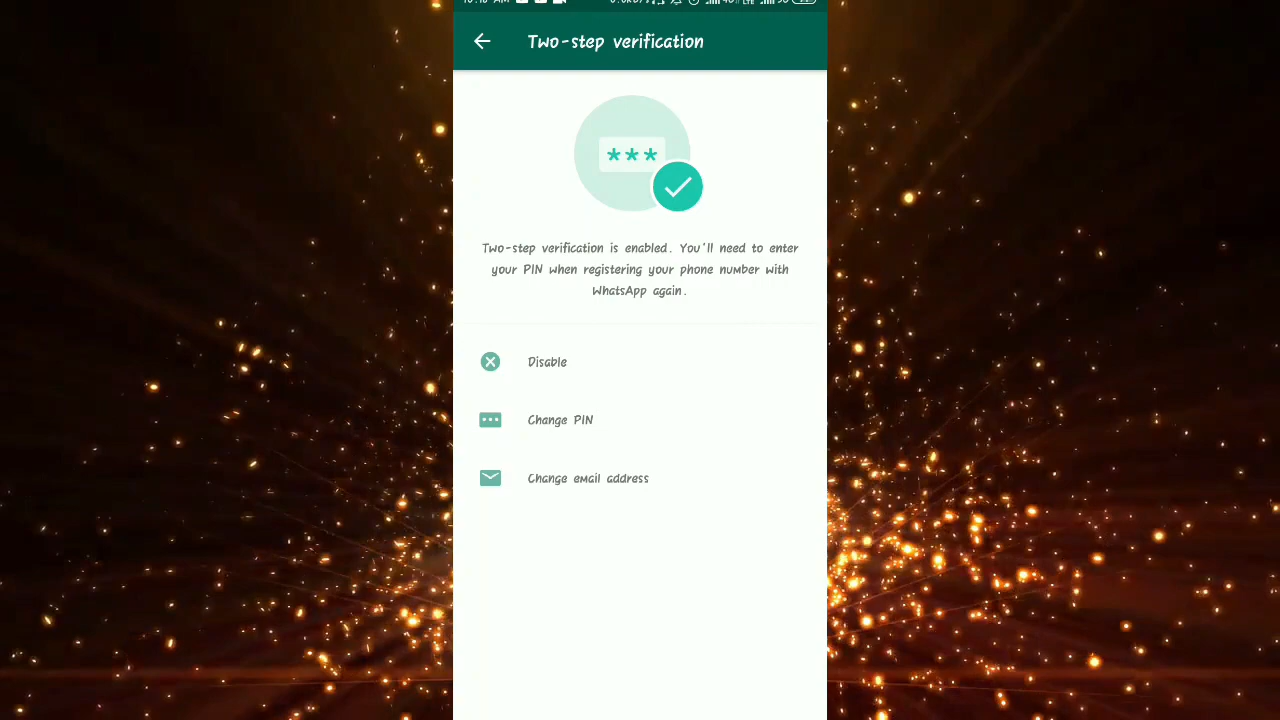 Two-step verification
***
Two-step verification is enabled. You'll need to enter
your PIN when registering your phone number with
WhatsApp again.
Disable
Change PIN
Change email address